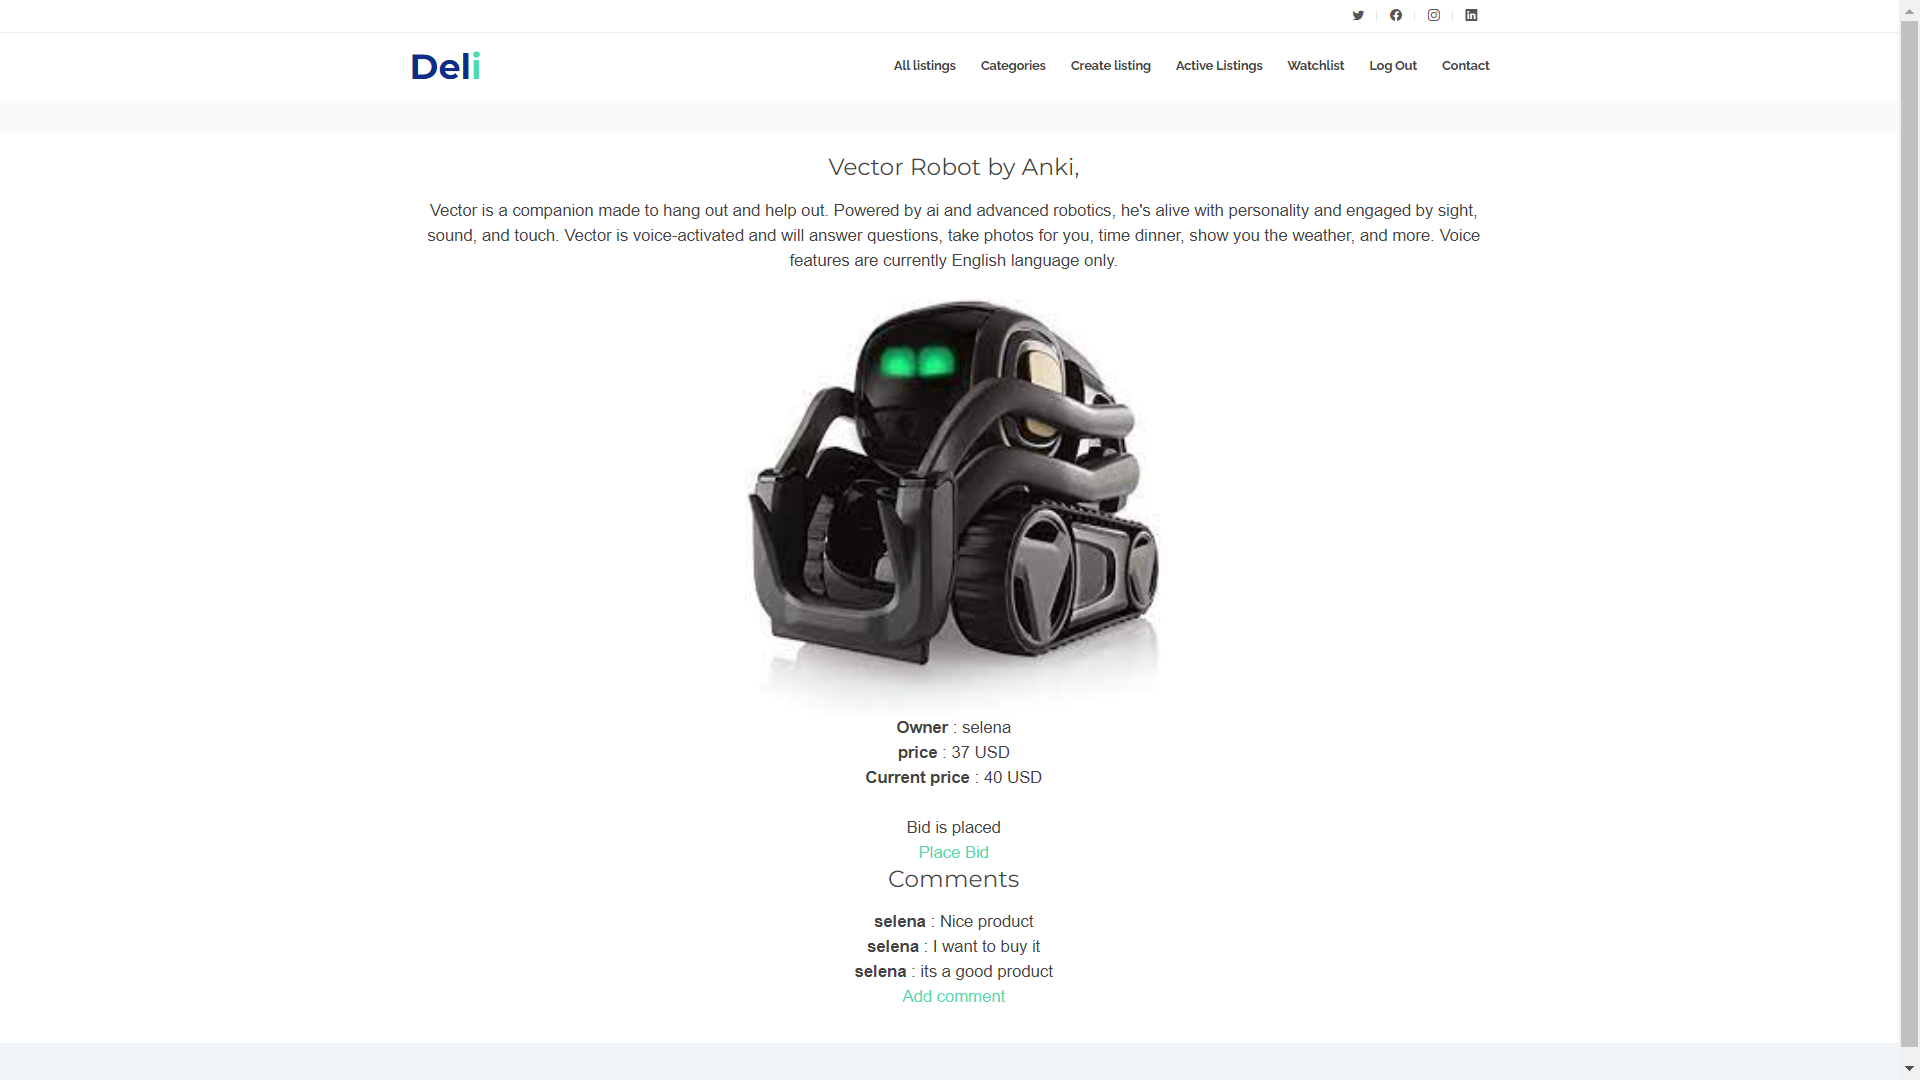 Deli
All listings Categories Create listing Active Listings Watchlist Log Out Contact
Vector Robot by Anki,
Vector is a companion made to hang out and help out. Powered by ai and advanced robotics, he's alive with personality and engaged by sight,
sound, and touch. Vector is voice-activated and will answer questions, take photos for you, time dinner, show you the weather, and more. Voice
features are currently English language only.
Owner : selena
price : 37 USD
Current price : 40 USD
Bid is placed
Place Bid
Comments
selena : Nice product
selena : I want to buy it
selena : its a good product
Add comment